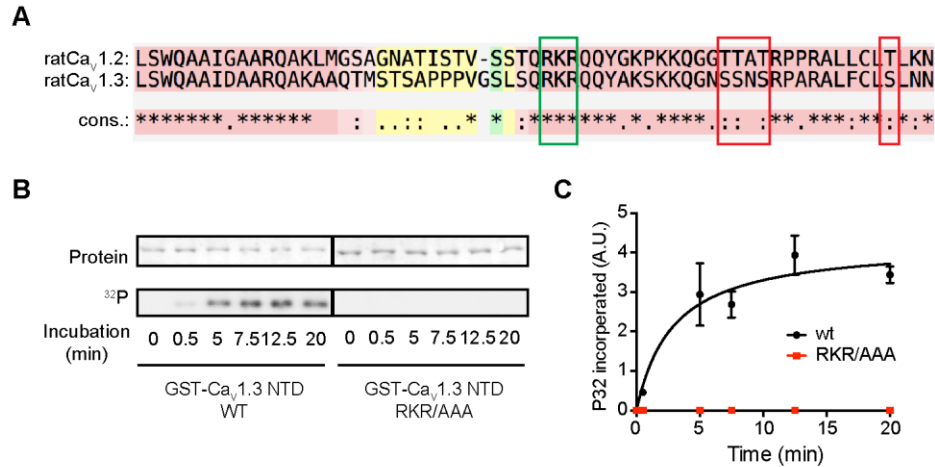 A
ratCaV1.2: LSWQAAIGAARQAKLMGSAGNATISTV-SSTQRKRQQYGKPKKQGGTTATRPPRALLCLTLKN
ratCaV1.3: LSWQAAIDAARQAKAAQTMSTSAPPPVGSLSQRKRQQYAKSKKQGNSSNSRPARALFCLSLNN
cons.: *******.******* : ..:: ..* * :*****.*.****.:: :**.***:**:*:*
B
Protein
32P
Incubation (min) 0 0.5 5 7.5 12.5 20 0 0.5 5 7.5 12.5 20
GST-CaV1.3 NTD WT
GST-CaV1.3 NTD RKR/AAA
C
P32 incorperated (A.U.)
5
4
3
2
1
0
wt
RKR/AAA
0 5 10 15 20
Time (min)